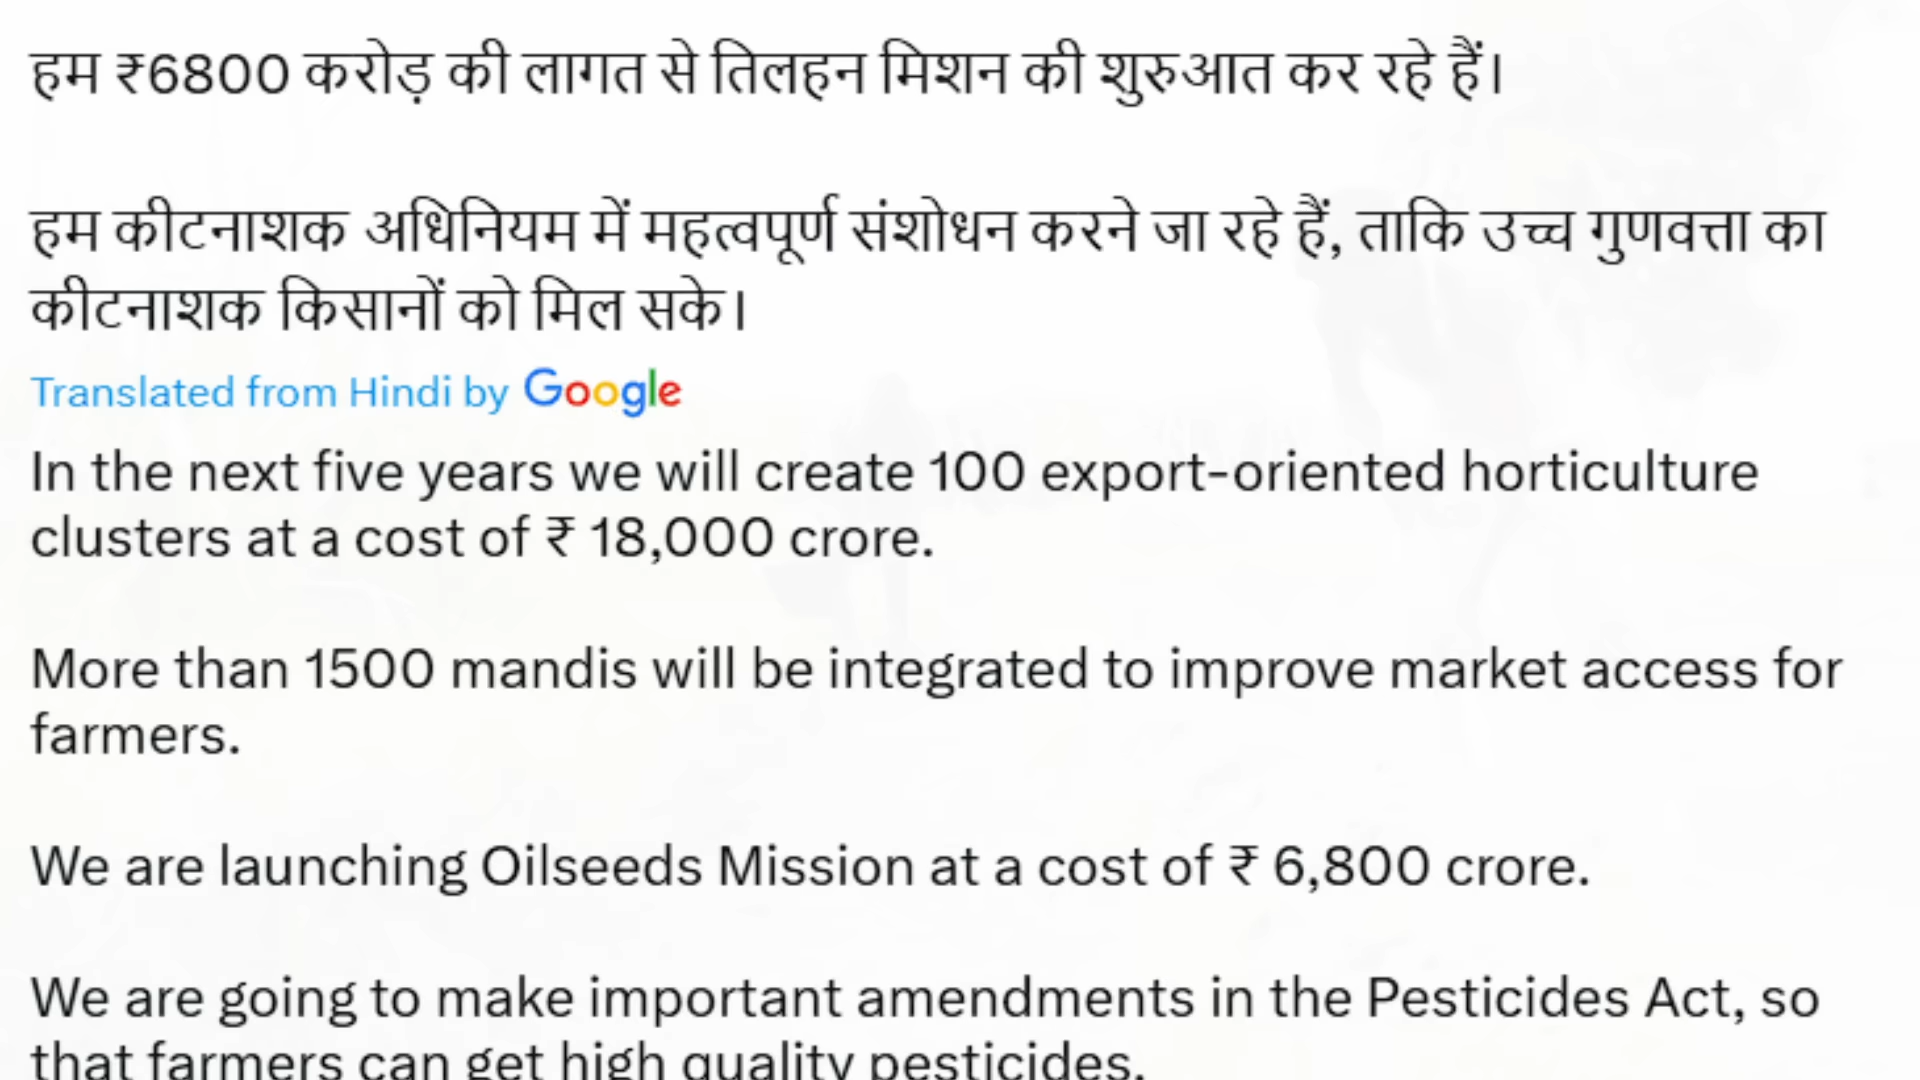 हम ₹6800 करोड़ की लागत से तिलहन मिशन की शुरुआत कर रहे हैं।
हम कीटनाशक अधिनियम में महत्वपूर्ण संशोधन करने जा रहे हैं, ताकि उच्च गुणवत्ता का
कीटनाशक किसानों को मिल सके।
Translated from Hindi by Google
In the next five years we will create 100 export-oriented horticulture
clusters at a cost of ₹ 18,000 crore.
More than 1500 mandis will be integrated to improve market access for
farmers.
We are launching Oilseeds Mission at a cost of ₹ 6,800 crore.
We are going to make important amendments in the Pesticides Act, so
that farmers can get high quality pesticides.